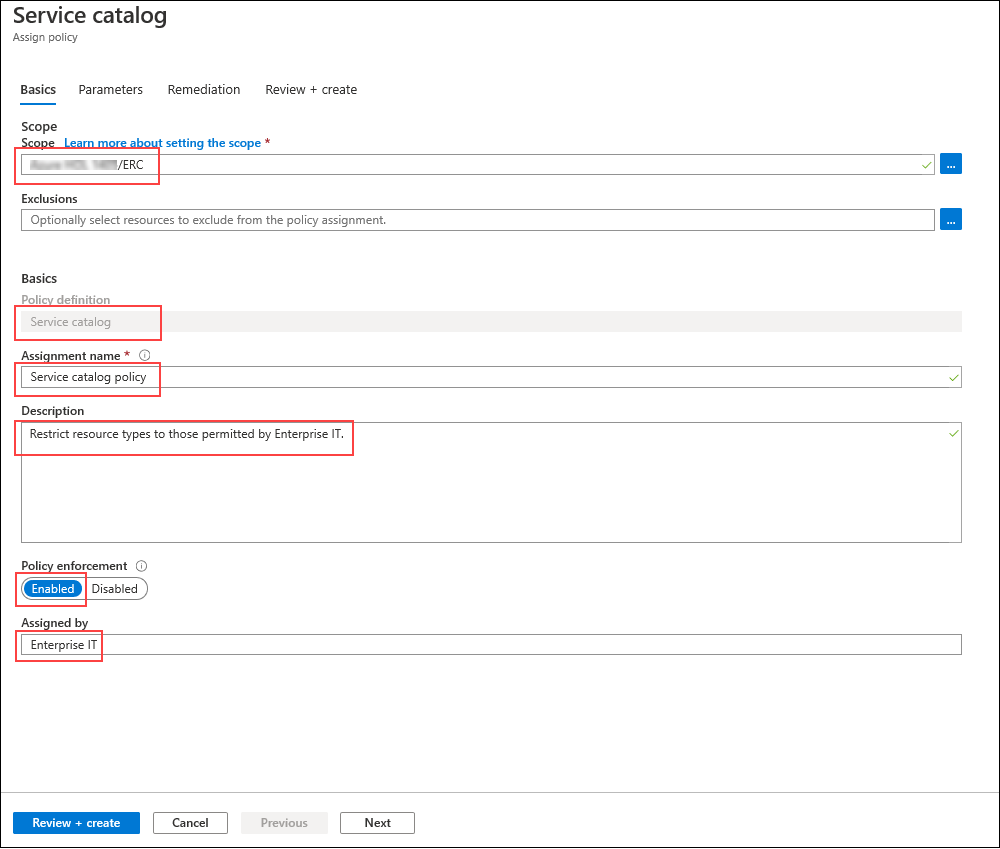 Service catalog
Assign policy
Basics Parameters Remediation Review + create
Scope
Scope Learn more about setting the scope *
/ERC
...
Exclusions
Optionally select resources to exclude from the policy assignment.
...
Basics
Policy definition
Service catalog
Assignment name *
Service catalog policy
Description
Restrict resource types to those permitted by Enterprise IT.
Policy enforcement
Enabled Disabled
Assigned by
Enterprise IT
Review + create Cancel Previous Next